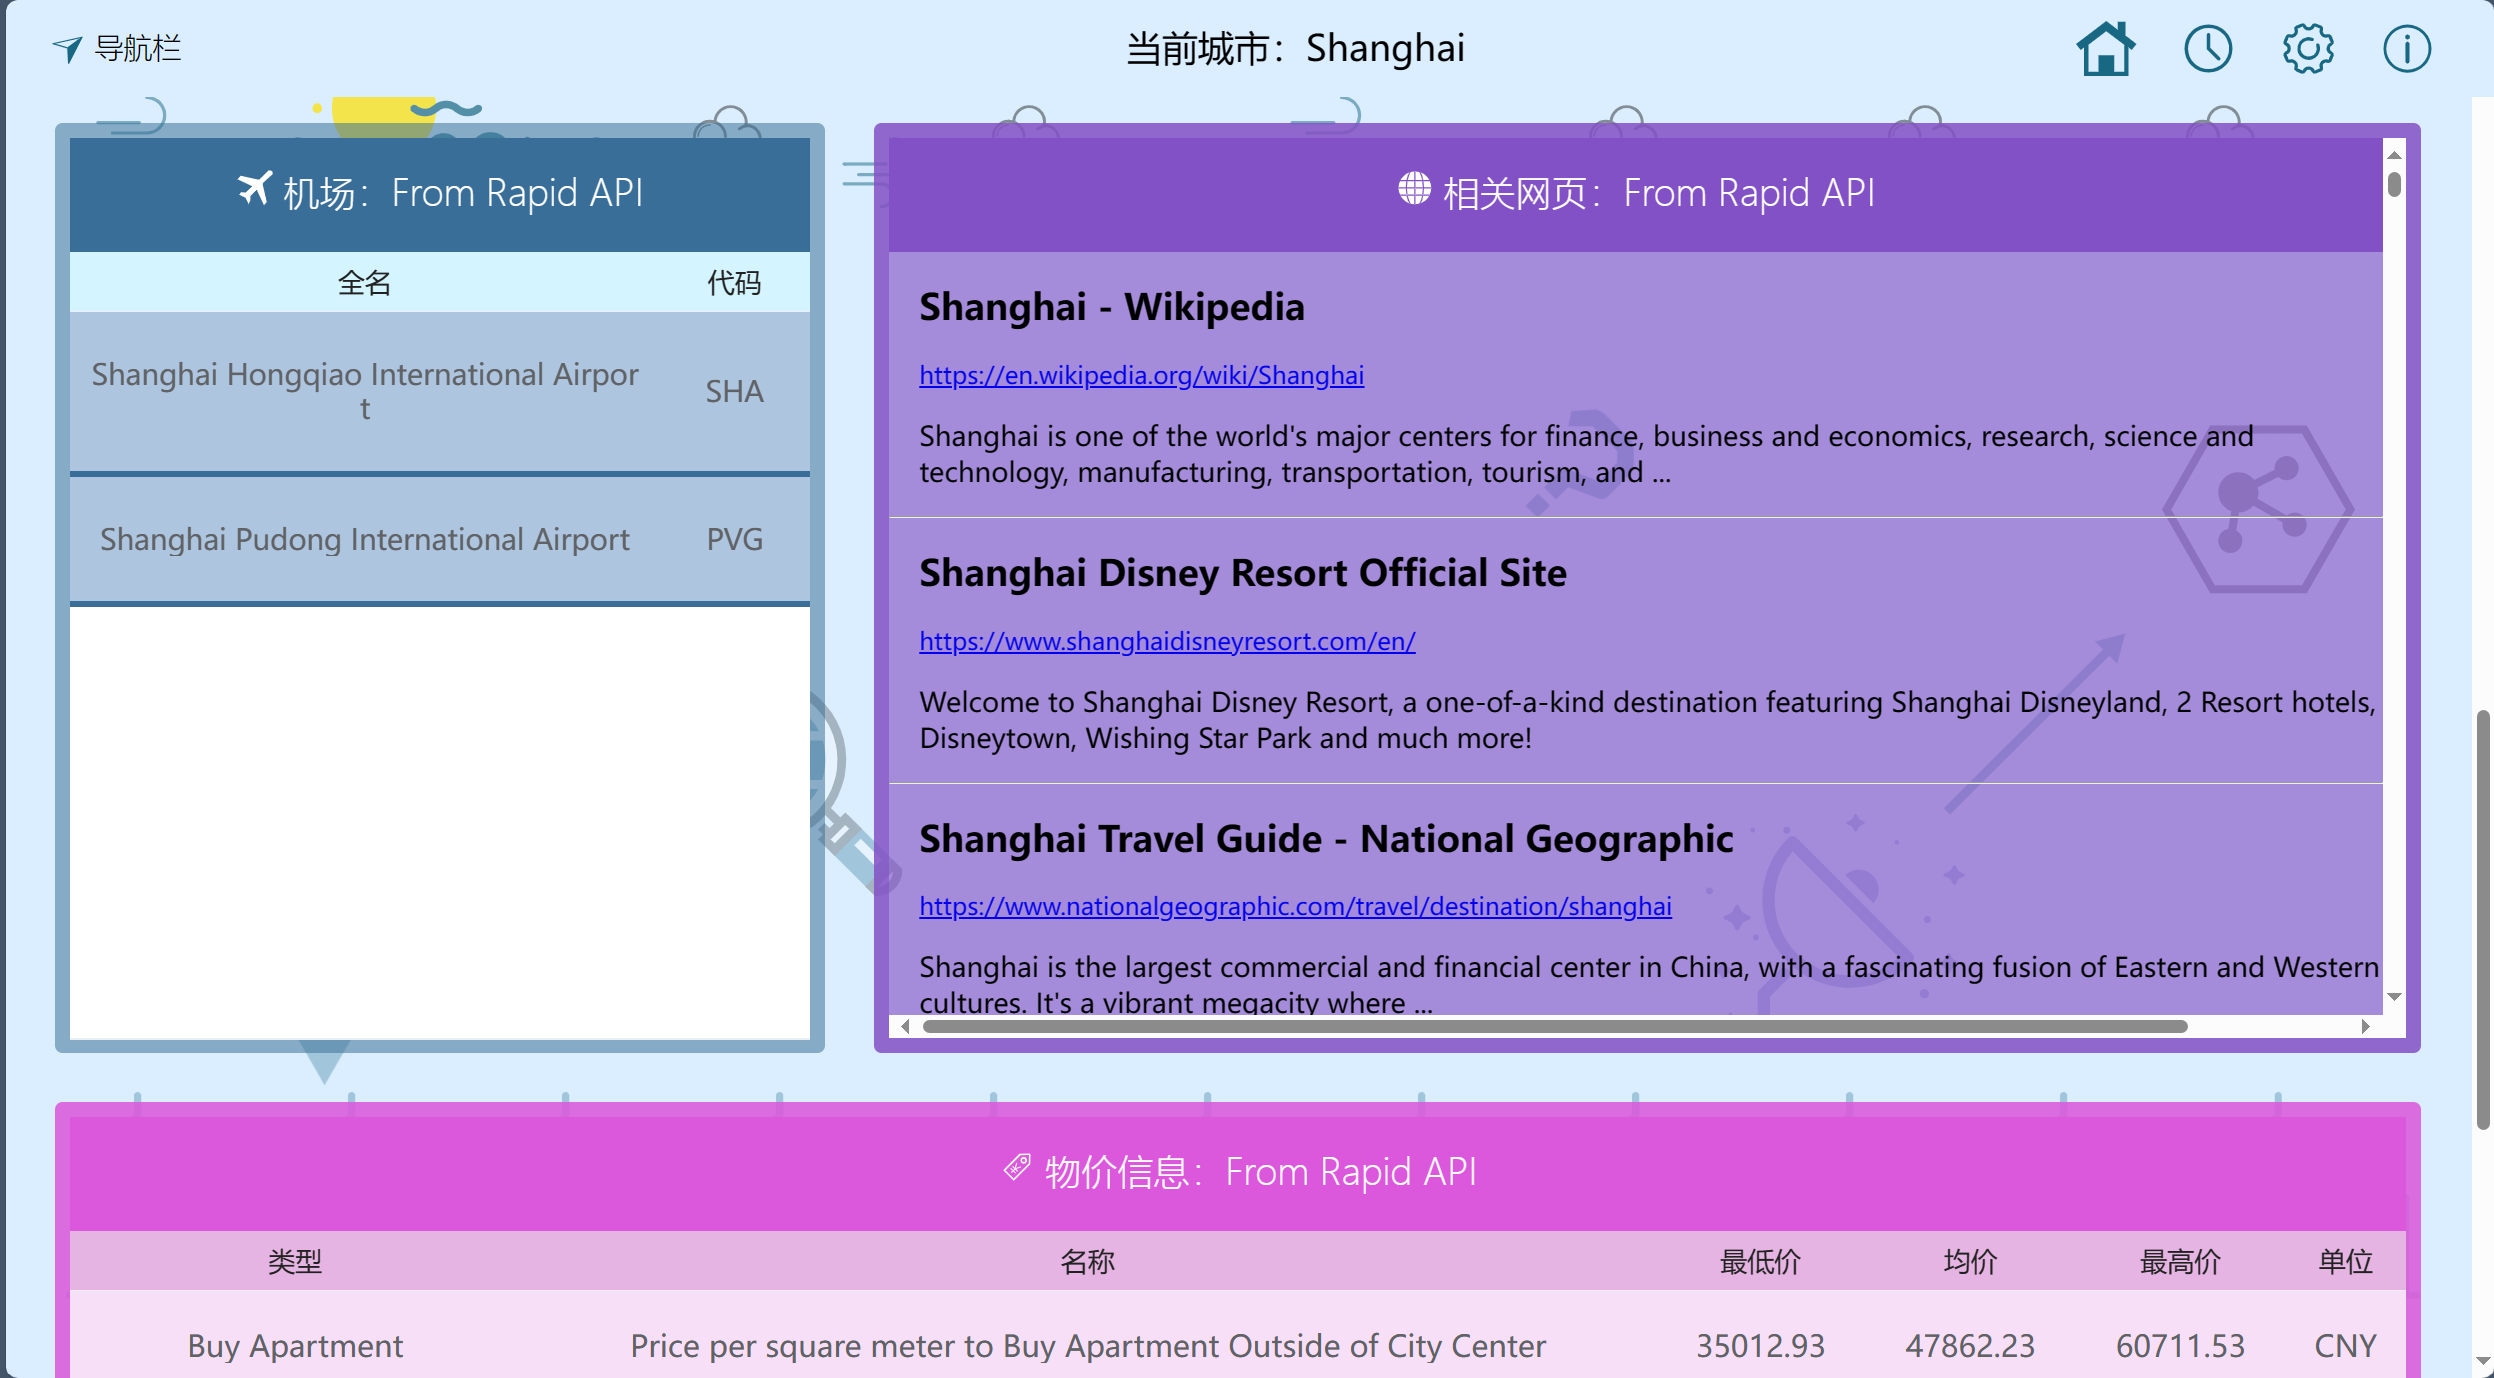 导航栏
当前城市：Shanghai
机场：From Rapid API
全名 代码
Shanghai Hongqiao International Airpor
t
SHA
Shanghai Pudong International Airport PVG
相关网页：From Rapid API
Shanghai - Wikipedia
https://en.wikipedia.org/wiki/Shanghai
Shanghai is one of the world's major centers for finance, business and economics, research, science and
technology, manufacturing, transportation, tourism, and ...
Shanghai Disney Resort Official Site
https://www.shanghaidisneyresort.com/en/
Welcome to Shanghai Disney Resort, a one-of-a-kind destination featuring Shanghai Disneyland, 2 Resort hotels,
Disneytown, Wishing Star Park and much more!
Shanghai Travel Guide - National Geographic
https://www.nationalgeographic.com/travel/destination/shanghai
Shanghai is the largest commercial and financial center in China, with a fascinating fusion of Eastern and Western
cultures. It's a vibrant megacity where ...
物价信息：From Rapid API
类型 名称 最低价 均价 最高价 单位
Buy Apartment Price per square meter to Buy Apartment Outside of City Center 35012.93 47862.23 60711.53 CNY